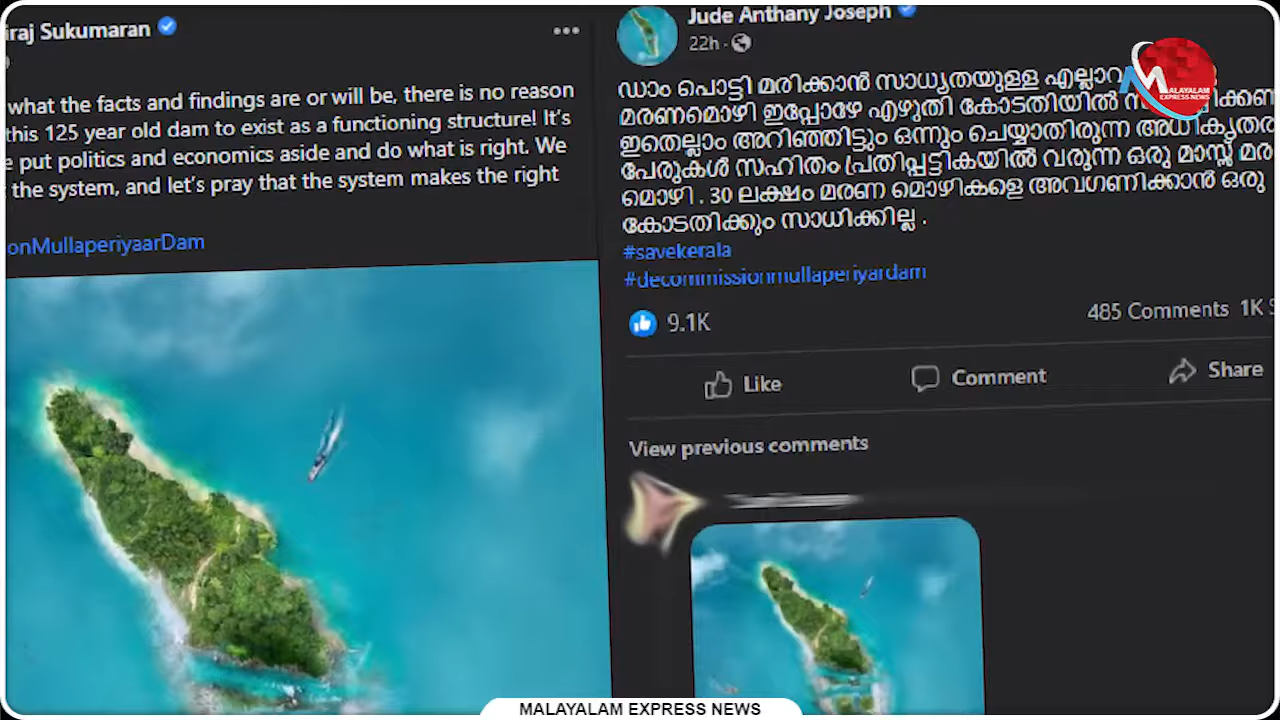 iraj Sukumaran
what the facts and findings are or will be, there is no reason
this 125 year old dam to exist as a functioning structure! It's
put politics and economics aside and do what is right. We
the system, and let's pray that the system makes the right
onMullaperiyaarDam
Jude Anthany Joseph
22h ·
ഡാം പൊട്ടി മരിക്കാൻ സാധ്യതയുള്ള
മരണമൊഴി ഇപ്പോഴേ എഴുതി കോടതിയിൽ
ഇതെല്ലാം അറിഞ്ഞിട്ടും ഒന്നും ചെയ്യാതിരുന്ന അധികൃതര
പേരുകൾ സഹിതം പ്രതിപ്പട്ടികയിൽ വരുന്ന ഒരു മാസ്സ് മര
മൊഴി . 30 ലക്ഷം മരണ മൊഴികളെ അവഗണിക്കാൻ ഒരു
കോടതിക്കും സാധിക്കില്ല .
#savekerala
#decommissionmullaperiyardam
9.1K
485 Comments 1K S
Like Comment Share
View previous comments
MALAYALAM
EXPRESS NEWS
MALAYALAM EXPRESS NEWS